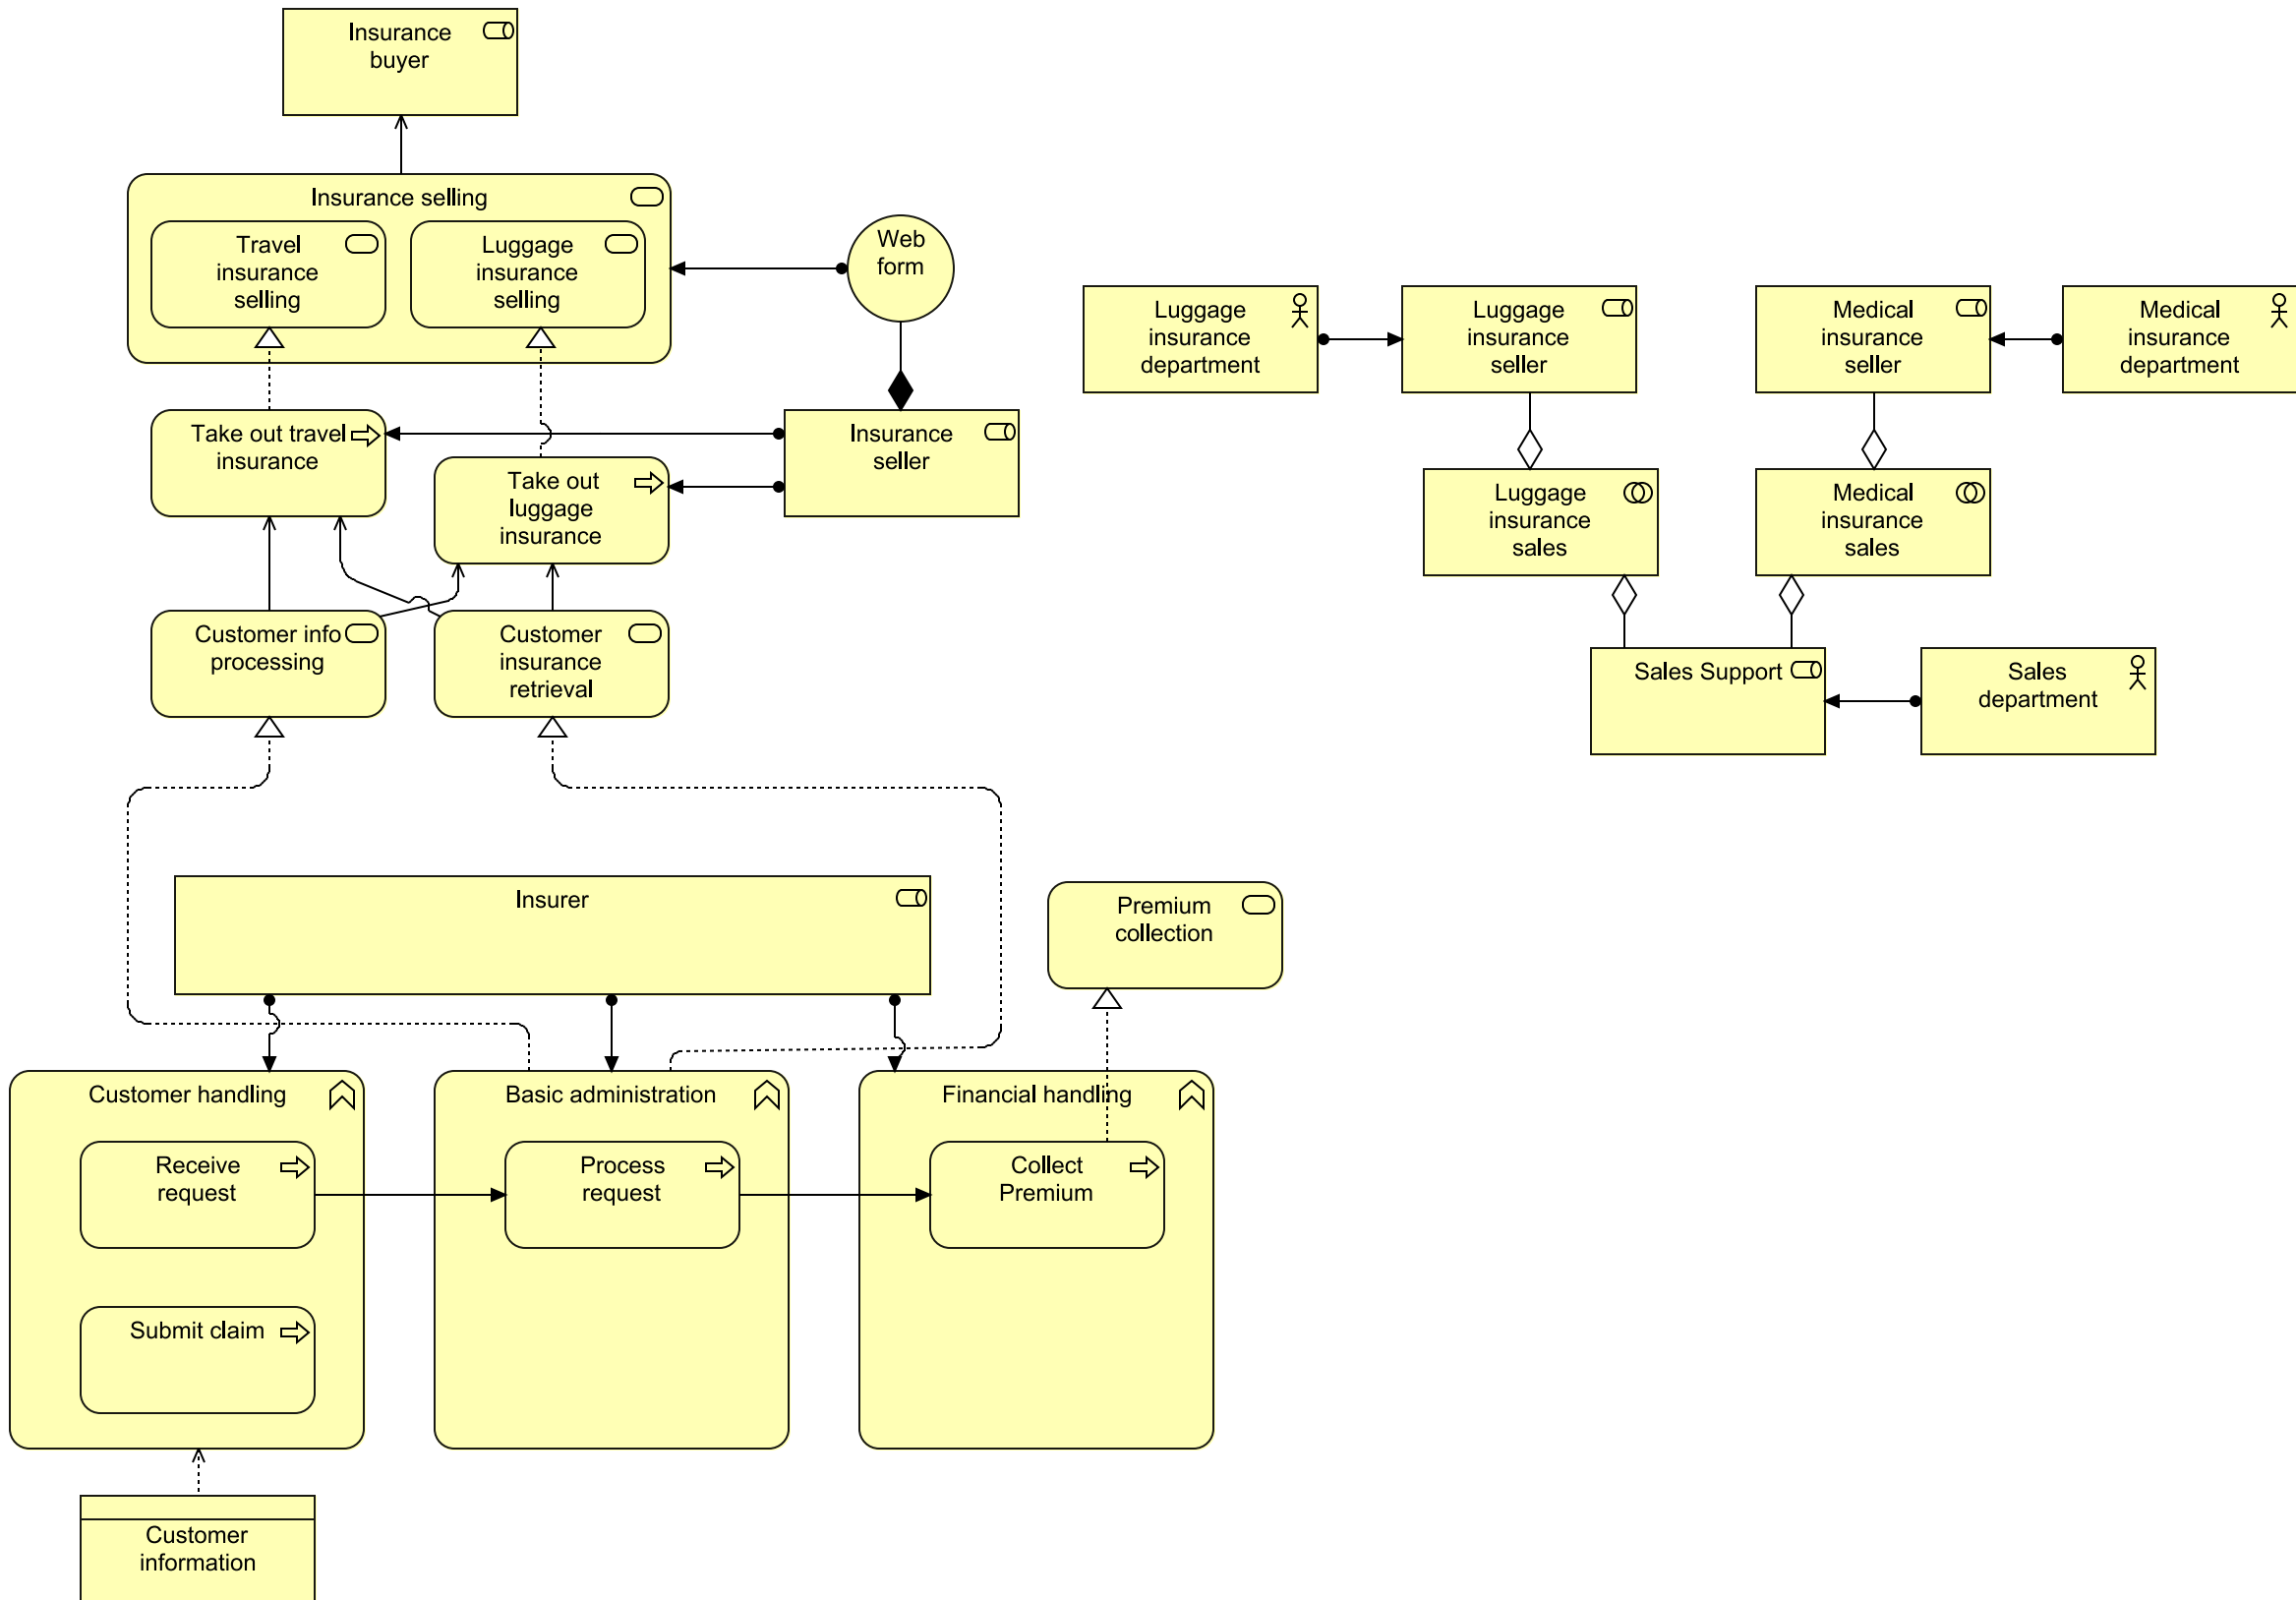 Insurance
buyer
Insurance selling
Travel
insurance
selling
Luggage
insurance
selling
Web
form
Luggage
insurance
department
Luggage
insurance
seller
Medical
insurance
seller
Medical
insurance
department
Take out travel
insurance
Take out
luggage
insurance
Insurance
seller
Luggage
insurance
sales
Medical
insurance
sales
Customer info
processing
Customer
insurance
retrieval
Sales Support
Sales
department
Insurer
Premium
collection
Customer handling
Basic administration
Financial handling
Receive
request
Process
request
Collect
Premium
Submit claim
Customer
information